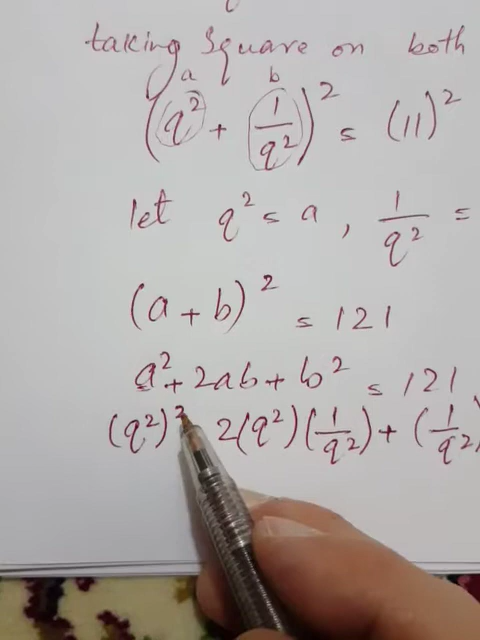 taking Square on both
a b
(q² + 1/q²)² = (11)²
let q² = a , 1/q² =
(a + b)² = 121
a² + 2ab + b² = 121
(q²)² 2(q²)(1/q²) + (1/q²)